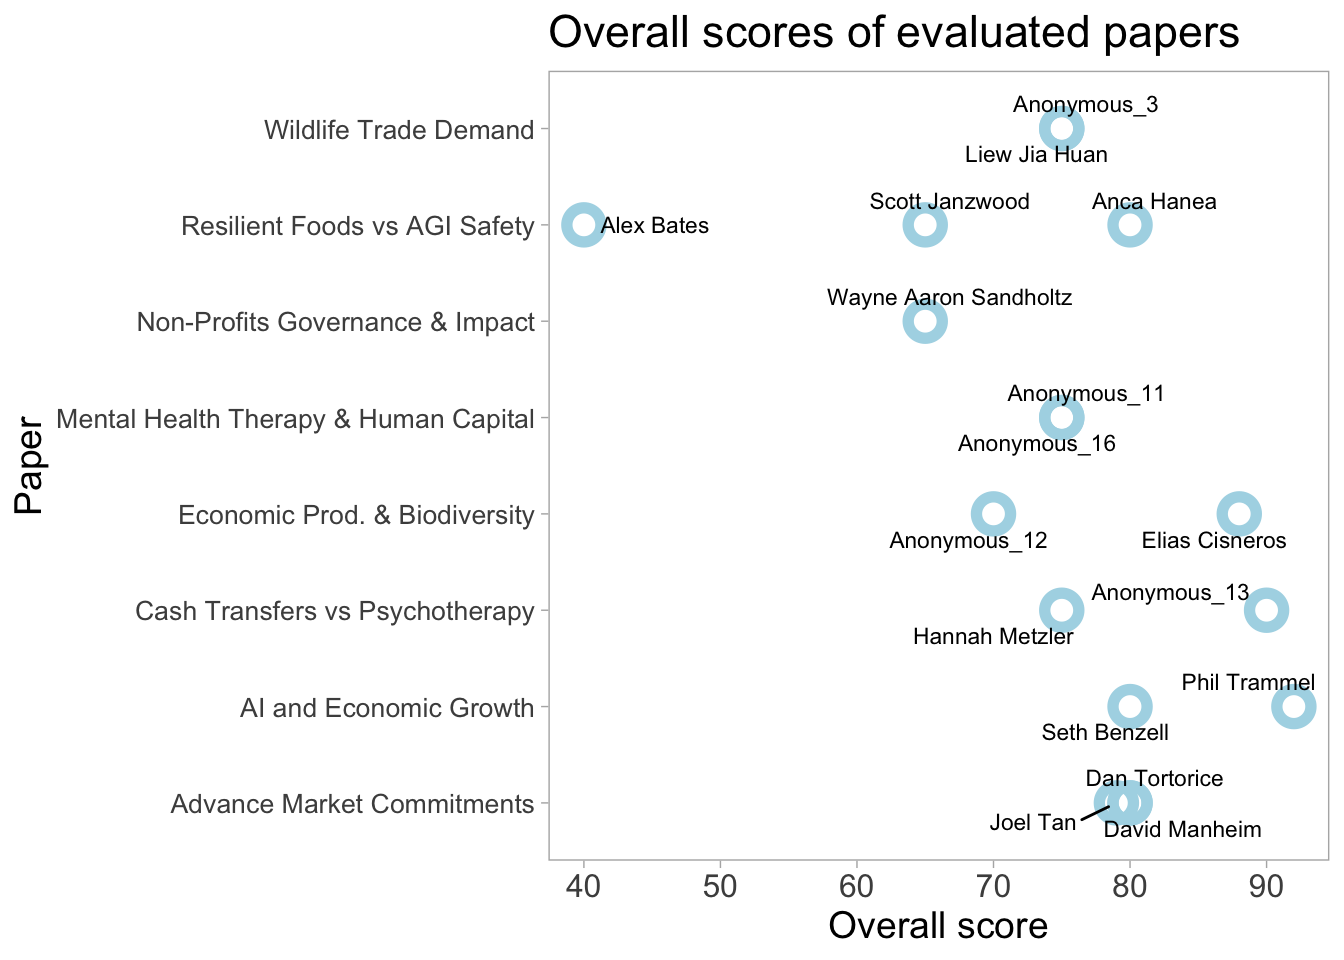 Overall scores of evaluated papers
Wildlife Trade Demand
Anonymous_3
Liew Jia Huan
Resilient Foods vs AGI Safety
Alex Bates
Scott Janzwood
Anca Hanea
Non-Profits Governance & Impact
Wayne Aaron Sandholtz
Mental Health Therapy & Human Capital
Anonymous_11
Anonymous_16
Economic Prod. & Biodiversity
Anonymous_12
Elias Cisneros
Cash Transfers vs Psychotherapy
Anonymous_13
Hannah Metzler
AI and Economic Growth
Phil Trammel
Seth Benzell
Advance Market Commitments
Dan Tortorice
Joel Tan
David Manheim
Paper
40 50 60 70 80 90
Overall score